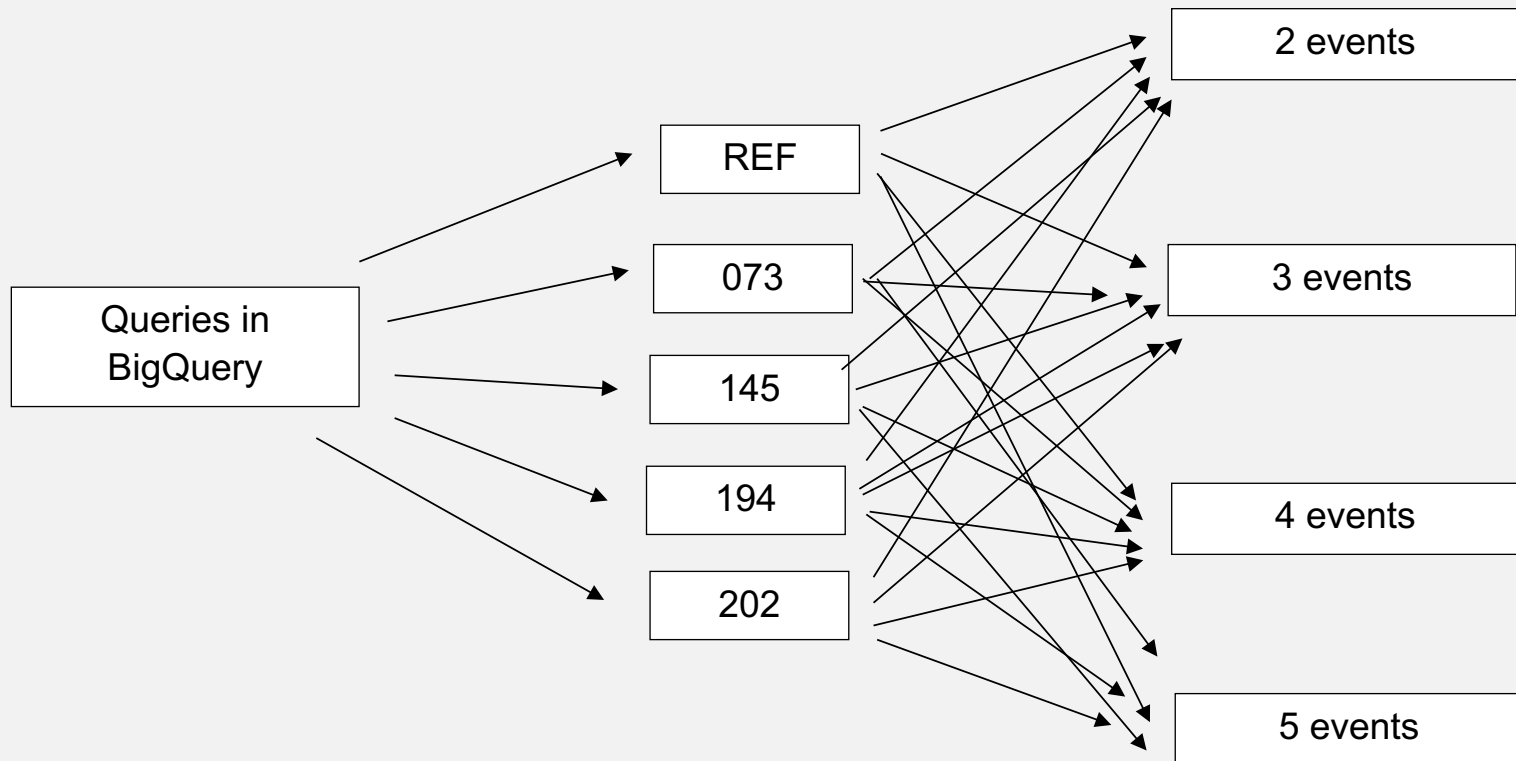 Queries in
BigQuery
REF
073
145
194
202
2 events
3 events
4 events
5 events